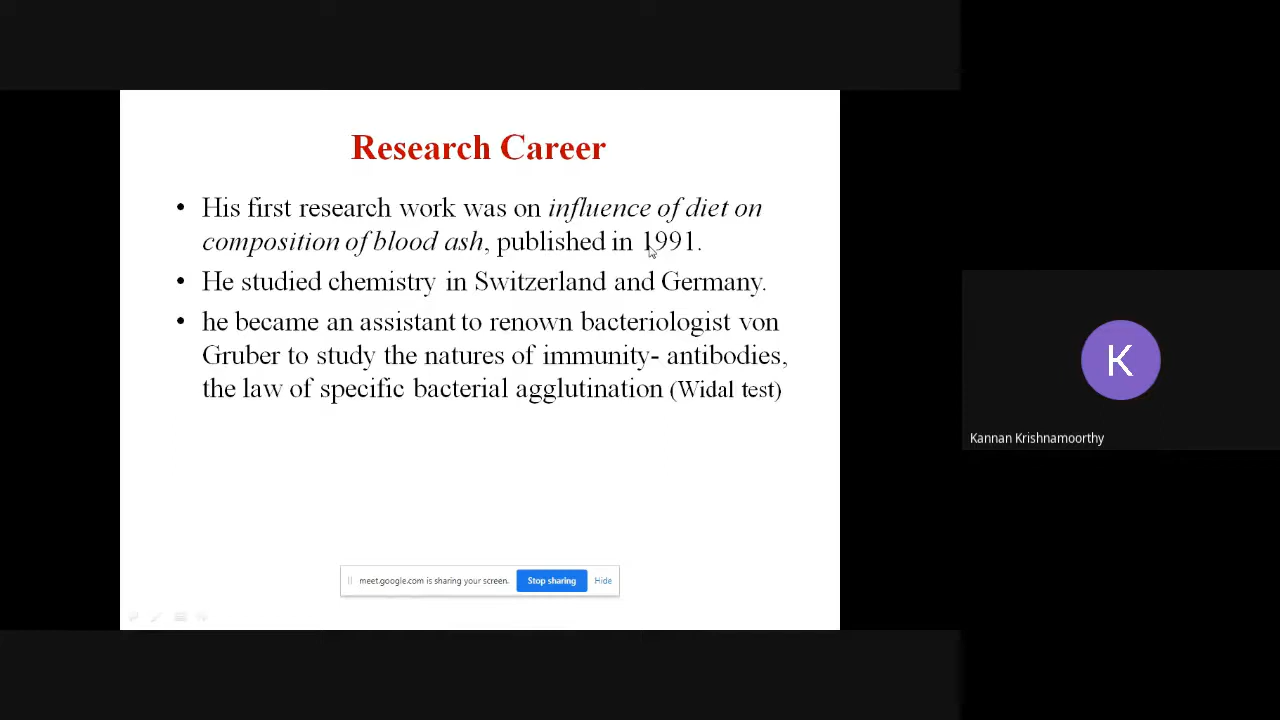 Research Career
• His first research work was on influence of diet on
composition of blood ash, published in 1991.
• He studied chemistry in Switzerland and Germany.
• he became an assistant to renown bacteriologist von
Gruber to study the natures of immunity- antibodies,
the law of specific bacterial agglutination (Widal test)
K
Kannan Krishnamoorthy
meet.google.com is sharing your screen. Stop sharing Hide